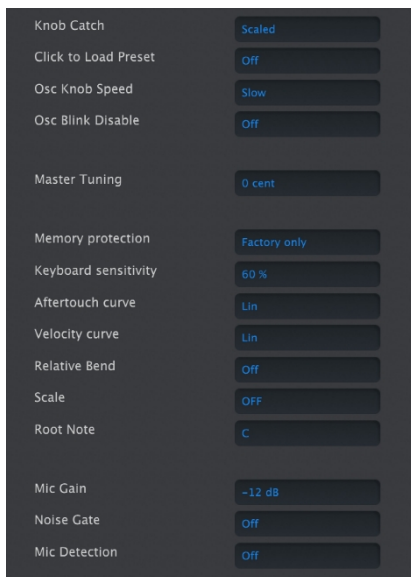 Knob Catch Scaled
Click to Load Preset Off
Osc Knob Speed Slow
Osc Blink Disable Off
Master Tuning 0 cent
Memory protection Factory only
Keyboard sensitivity 60 %
Aftertouch curve Lin
Velocity curve Lin
Relative Bend Off
Scale OFF
Root Note C
Mic Gain -12 dB
Noise Gate Off
Mic Detection Off